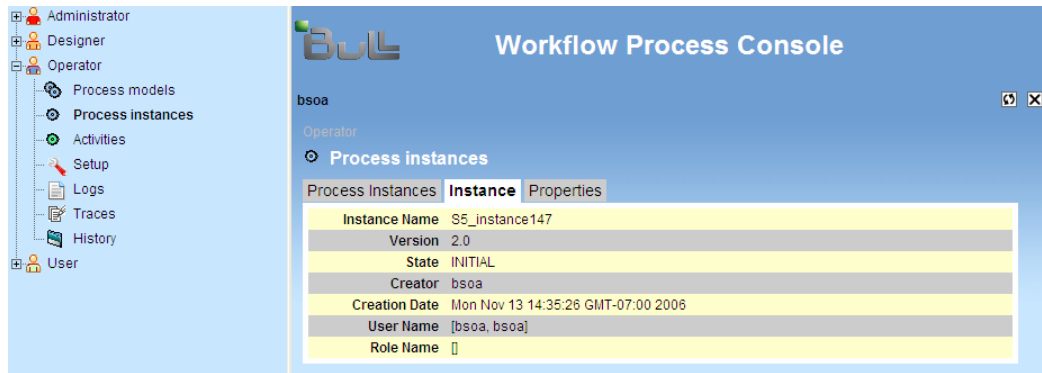 Administrator
Designer
Operator
Process models
Process instances
Activities
Setup
Logs
Traces
History
User
Bull
Workflow Process Console
bsoa
Operator
Process instances
Process Instances Instance Properties
Instance Name S5_instance147
Version 2.0
State INITIAL
Creator bsoa
Creation Date Mon Nov 13 14:35:26 GMT-07:00 2006
User Name [bsoa, bsoa]
Role Name []